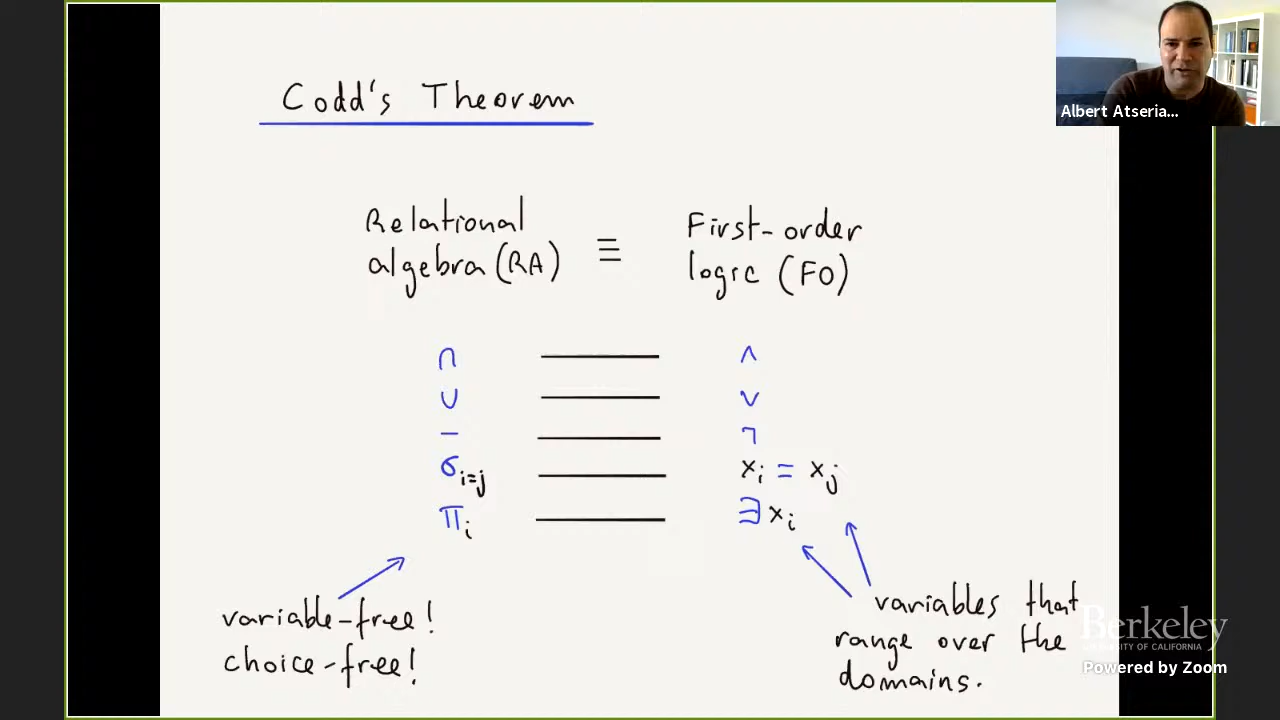 Codd's Theorem
Albert Atseria...
Relational
algebra (RA) ≡ First-order
logic (FO)
∩ ——— ∧
∪ ——— ∨
− ——— ¬
σi=j ——— xi = xj
Πi ——— ∃xi
variable-free!
choice-free!
variables that
range over the
domains.
Berkeley
UNIVERSITY OF CALIFORNIA
Powered by Zoom